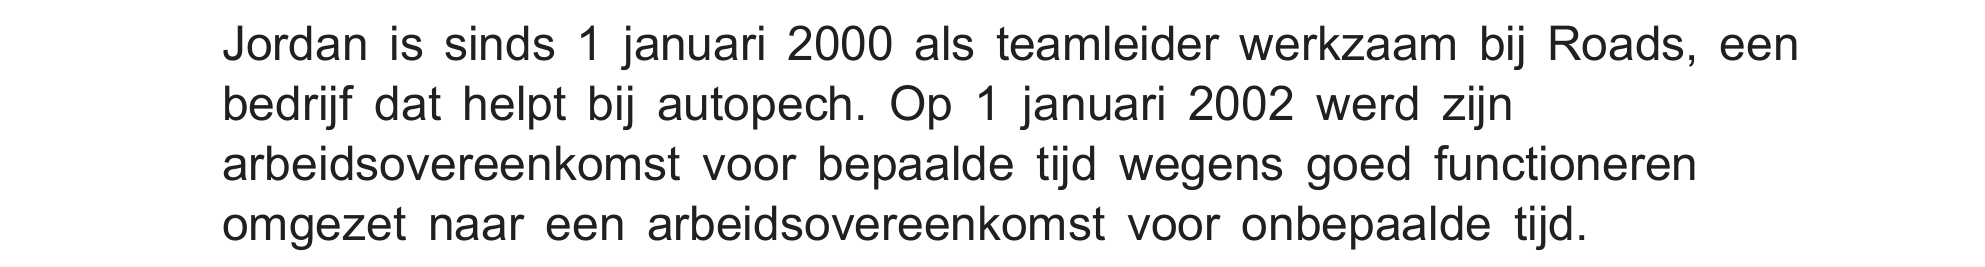 Jordan is sinds 1 januari 2000 als teamleider werkzaam bij Roads, een
bedrijf dat helpt bij autopech. Op 1 januari 2002 werd zijn
arbeidsovereenkomst voor bepaalde tijd wegens goed functioneren
omgezet naar een arbeidsovereenkomst voor onbepaalde tijd.